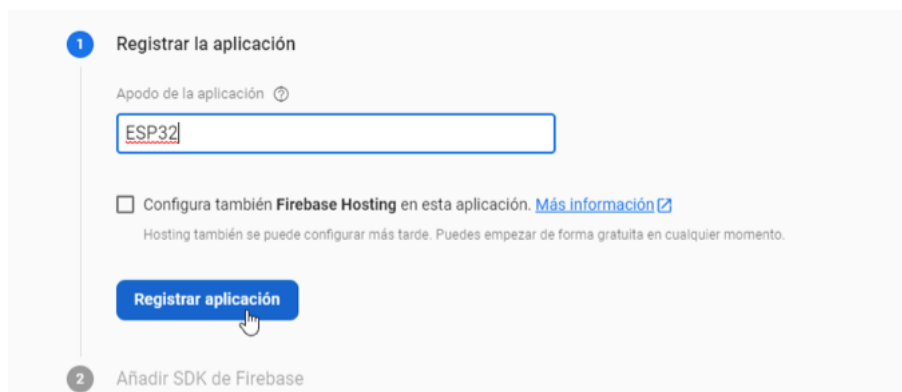 1 Registrar la aplicación
Apodo de la aplicación ?
ESP32
Configura también Firebase Hosting en esta aplicación. Más información
Hosting también se puede configurar más tarde. Puedes empezar de forma gratuita en cualquier momento.
Registrar aplicación
2 Añadir SDK de Firebase